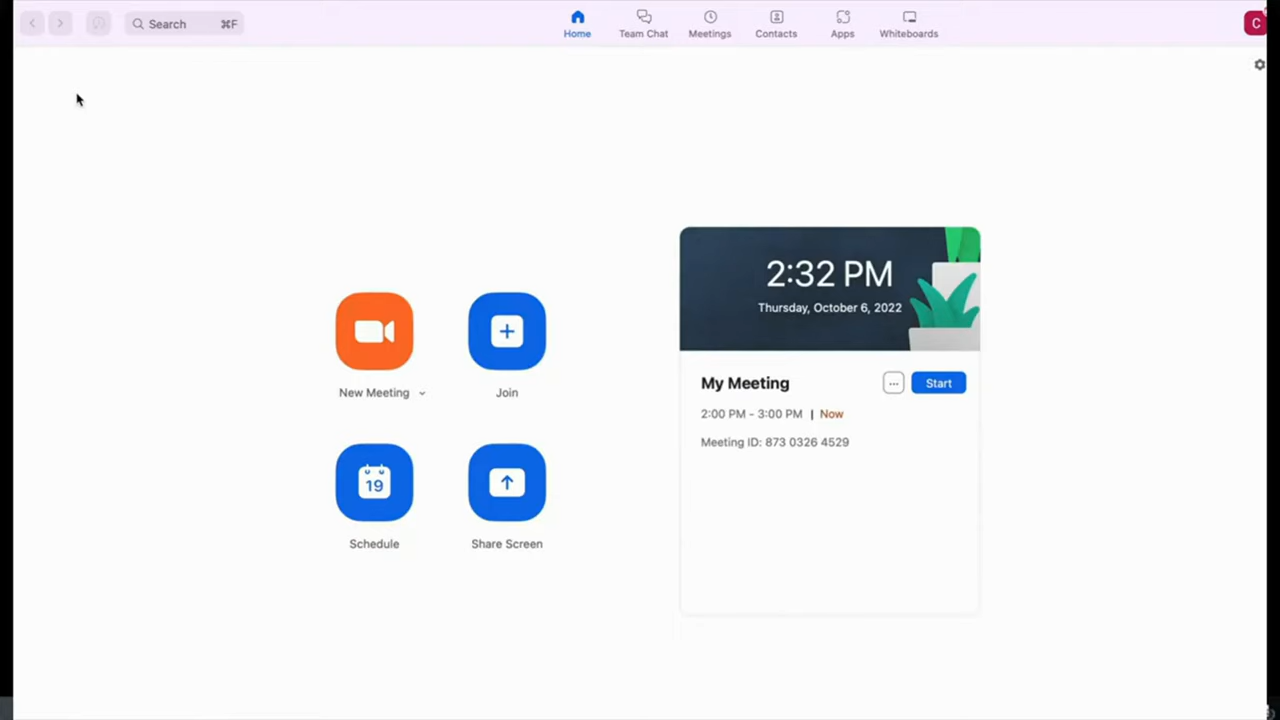 Search ⌘F
Home
Team Chat
Meetings
Contacts
Apps
Whiteboards
C
2:32 PM
Thursday, October 6, 2022
New Meeting
Join
19
Schedule
Share Screen
My Meeting
... Start
2:00 PM - 3:00 PM | Now
Meeting ID: 873 0326 4529